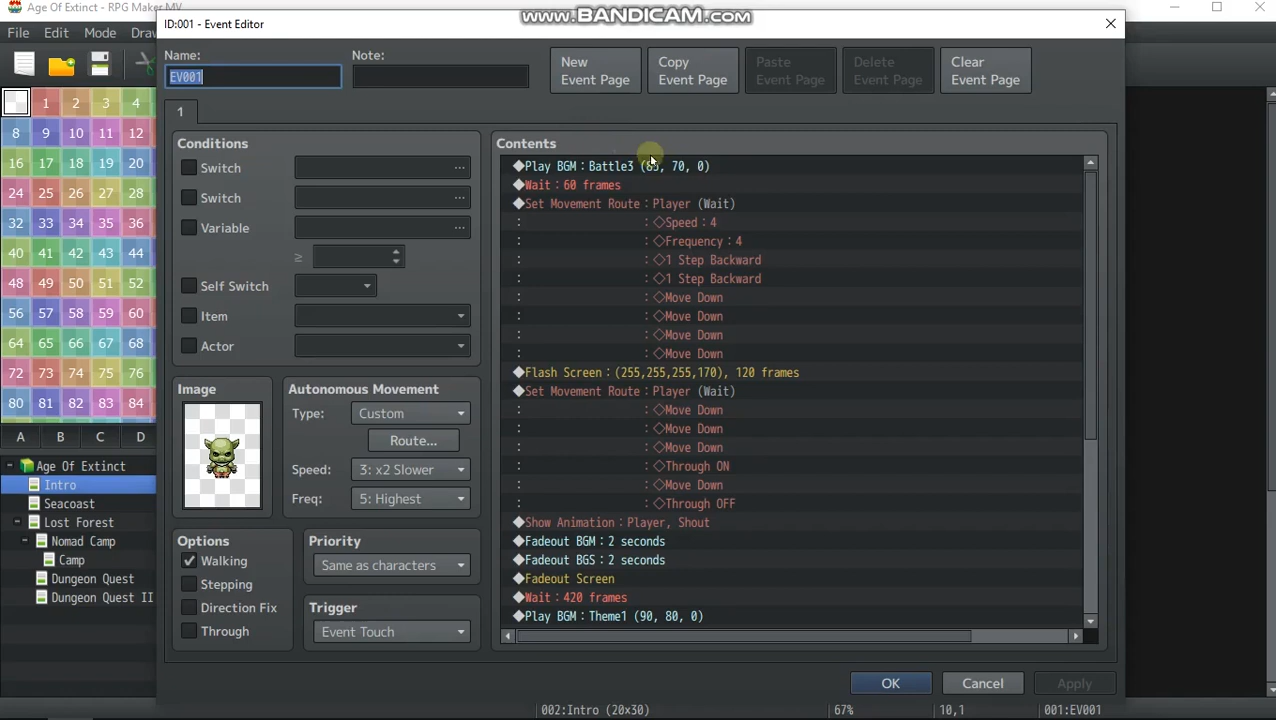 Age Of Extinct - RPG Maker MV
www.BANDICAM.com
ID:001 - Event Editor
File Edit Mode
Name: Note:
EV001
New Event Page
Copy Event Page
Paste Event Page
Delete Event Page
Clear Event Page
1 2 3 4
8 9 10 11 12
16 17 18 19 20
24 25 26 27 28
32 33 34 35 36
40 41 42 43 44
48 49 50 51 52
56 57 58 59 60
64 65 66 67 68
72 73 74 75 76
80 81 82 83 84
A B C D
Age Of Extinct
Intro
Seacoast
Lost Forest
Nomad Camp
Camp
Dungeon Quest
Dungeon Quest II
1
Conditions
Switch ...
Switch ...
Variable ...
≥
Self Switch
Item
Actor
Image
Autonomous Movement
Type: Custom
Route...
Speed: 3: x2 Slower
Freq: 5: Highest
Options
Walking
Stepping
Direction Fix
Through
Priority
Same as characters
Trigger
Event Touch
Contents
◆Play BGM : Battle3 70, 0)
◆Wait : 60 frames
◆Set Movement Route : Player (Wait)
: : ◇Speed : 4
: : ◇Frequency : 4
: : ◇1 Step Backward
: : ◇1 Step Backward
: : ◇Move Down
: : ◇Move Down
: : ◇Move Down
: : ◇Move Down
◆Flash Screen : (255,255,255,170), 120 frames
◆Set Movement Route : Player (Wait)
: : ◇Move Down
: : ◇Move Down
: : ◇Move Down
: : ◇Through ON
: : ◇Move Down
: : ◇Through OFF
◆Show Animation : Player, Shout
◆Fadeout BGM : 2 seconds
◆Fadeout BGS : 2 seconds
◆Fadeout Screen
◆Wait : 420 frames
◆Play BGM : Theme1 (90, 80, 0)
OK Cancel Apply
002:Intro (20x30) 67% 10,1 001:EV001